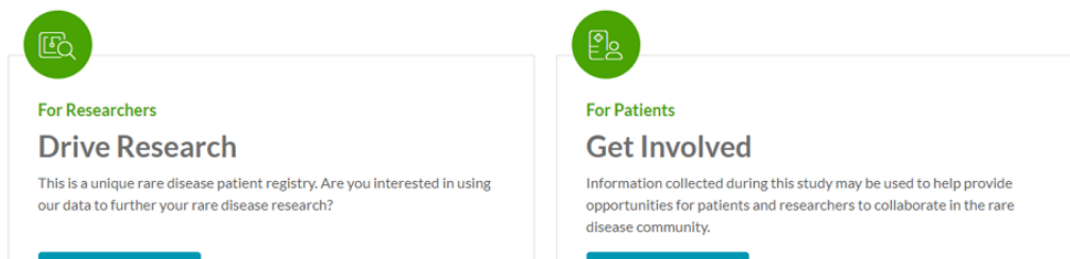 For Researchers
Drive Research
This is a unique rare disease patient registry. Are you interested in using
our data to further your rare disease research?
For Patients
Get Involved
Information collected during this study may be used to help provide
opportunities for patients and researchers to collaborate in the rare
disease community.